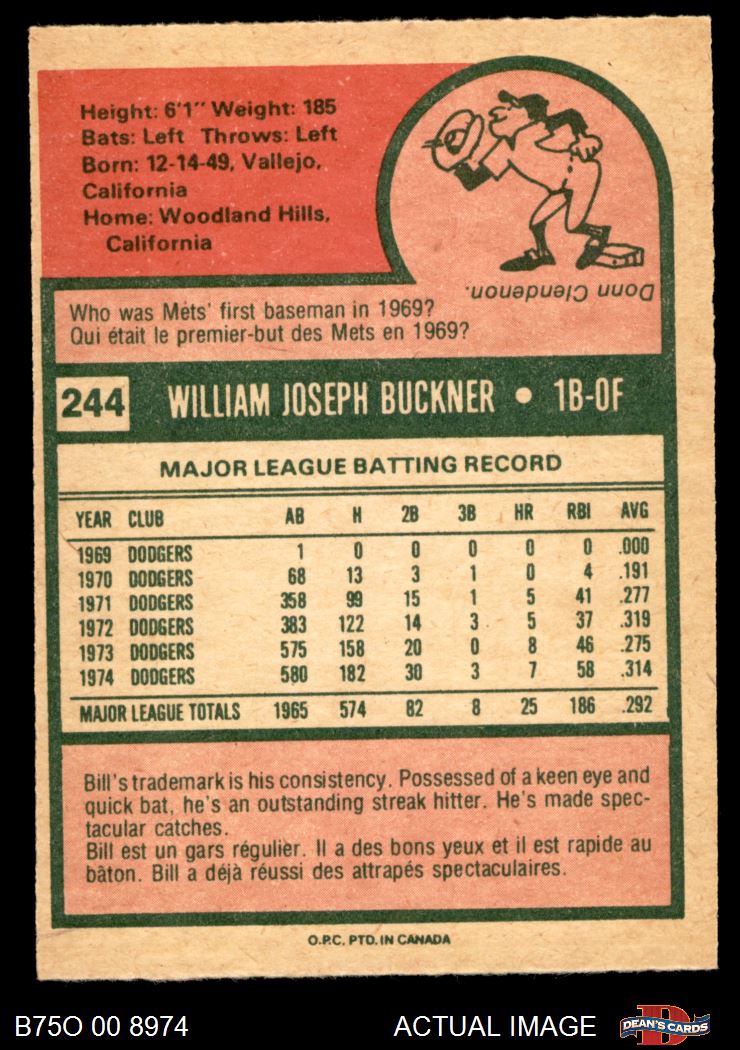 Height: 6'1" Weight: 185
Bats: Left Throws: Left
Born: 12-14-49, Vallejo,
California
Home: Woodland Hills,
California
Donn Clendenon.
Who was Mets' first baseman in 1969?
Qui était le premier-but des Mets en 1969?
244 WILLIAM JOSEPH BUCKNER • 1B-OF
MAJOR LEAGUE BATTING RECORD
YEAR CLUB AB H 2B 3B HR RBI AVG
1969 DODGERS 1 0 0 0 0 0 .000
1970 DODGERS 68 13 3 1 0 4 .191
1971 DODGERS 358 99 15 1 5 41 .277
1972 DODGERS 383 122 14 3 5 37 .319
1973 DODGERS 575 158 20 0 8 46 .275
1974 DODGERS 580 182 30 3 7 58 .314
MAJOR LEAGUE TOTALS 1965 574 82 8 25 186 .292
Bill's trademark is his consistency. Possessed of a keen eye and
quick bat, he's an outstanding streak hitter. He's made spec-
tacular catches.
Bill est un gars régulier. Il a des bons yeux et il est rapide au
bâton. Bill a déjà réussi des attrapés spectaculaires.
O.P.C. PTD. IN CANADA
B75O 00 8974 ACTUAL IMAGE D DEAN'S CARDS